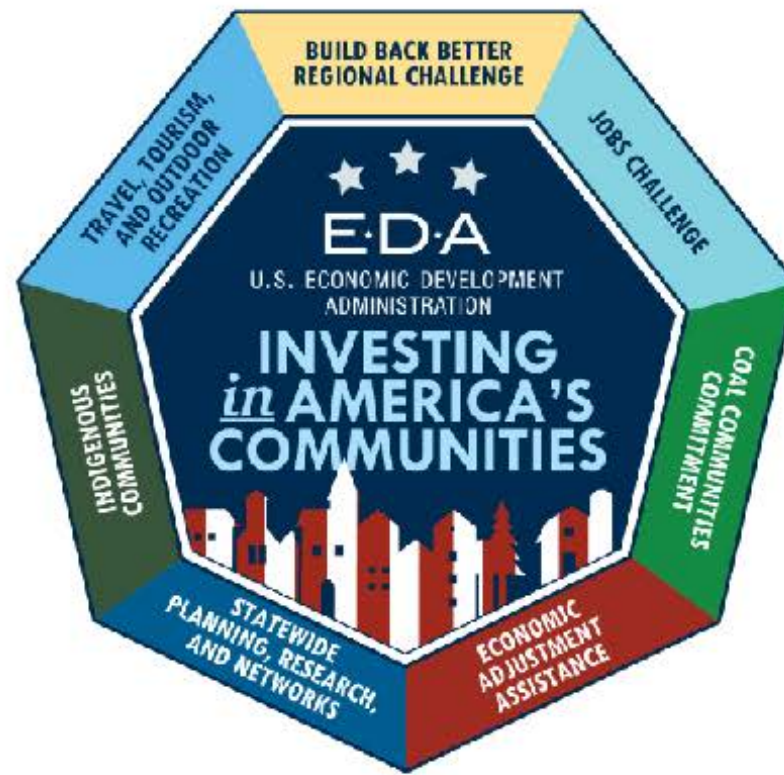 BUILD BACK BETTER
REGIONAL CHALLENGE
JOBS CHALLENGE
COAL COMMUNITIES
COMMITMENT
ECONOMIC
ADJUSTMENT
ASSISTANCE
STATEWIDE
PLANNING, RESEARCH,
AND NETWORKS
INDIGENOUS
COMMUNITIES
TRAVEL, TOURISM,
AND OUTDOOR
RECREATION
E·D·A
U.S. ECONOMIC DEVELOPMENT
ADMINISTRATION
INVESTING
in AMERICA'S
COMMUNITIES